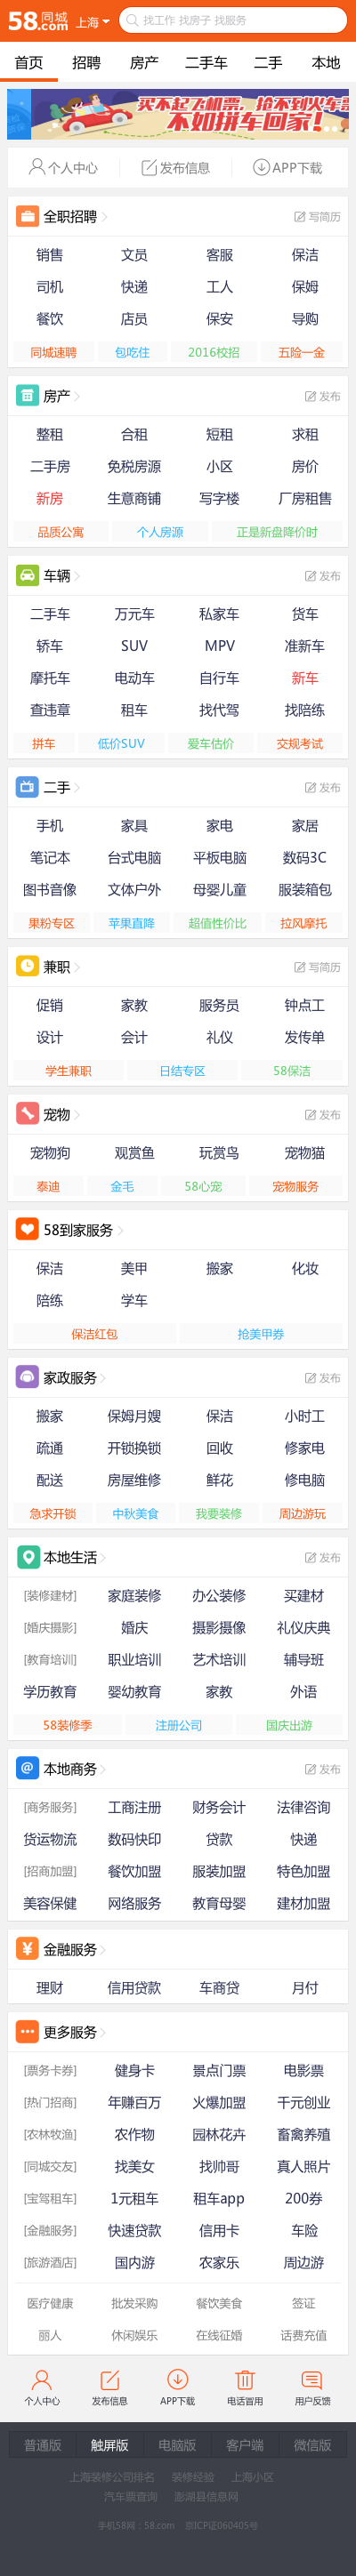 58同城 上海 找工作 找房子 找服务
首页 招聘 房产 二手车 二手 本地
买不起兰博基尼，抢不到火车票
不如拼车回家!
个人中心 发布信息 APP下载
全职招聘 写简历
销售 文员 客服 保洁
司机 快递 工人 保姆
餐饮 店员 保安 导购
同城速聘 包吃住 2016校招 五险一金
房产 发布
整租 合租 短租 求租
二手房 免税房源 小区 房价
新房 生意商铺 写字楼 厂房租售
品质公寓 个人房源 正是新盘降价时
车辆 发布
二手车 万元车 私家车 货车
轿车 SUV MPV 准新车
摩托车 电动车 自行车 新车
查违章 租车 找代驾 找陪练
拼车 低价SUV 爱车估价 交规考试
二手 发布
手机 家具 家电 家居
笔记本 台式电脑 平板电脑 数码3C
图书音像 文体户外 母婴儿童 服装箱包
果粉专区 苹果直降 超值性价比 拉风摩托
兼职 写简历
促销 家教 服务员 钟点工
设计 会计 礼仪 发传单
学生兼职 日结专区 58保洁
宠物 发布
宠物狗 观赏鱼 玩赏鸟 宠物猫
泰迪 金毛 58心宠 宠物服务
58到家服务
保洁 美甲 搬家 化妆
陪练 学车
保洁红包 抢美甲券
家政服务 发布
搬家 保姆月嫂 保洁 小时工
疏通 开锁换锁 回收 修家电
配送 房屋维修 鲜花 修电脑
急求开锁 中秋美食 我要装修 周边游玩
本地生活 发布
[装修建材] 家庭装修 办公装修 买建材
[婚庆摄影] 婚庆 摄影摄像 礼仪庆典
[教育培训] 职业培训 艺术培训 辅导班
学历教育 婴幼教育 家教 外语
58装修季 注册公司 国庆出游
本地商务 发布
[商务服务] 工商注册 财务会计 法律咨询
货运物流 数码快印 贷款 快递
[招商加盟] 餐饮加盟 服装加盟 特色加盟
美容保健 网络服务 教育母婴 建材加盟
金融服务
理财 信用贷款 车商贷 月付
更多服务
[票务卡券] 健身卡 景点门票 电影票
[热门招商] 年赚百万 火爆加盟 千元创业
[农林牧渔] 农作物 园林花卉 畜禽养殖
[同城交友] 找美女 找帅哥 真人照片
[宝驾租车] 1元租车 租车app 200券
[金融服务] 快速贷款 信用卡 车险
[旅游酒店] 国内游 农家乐 周边游
医疗健康 批发采购 餐饮美食 签证
丽人 休闲娱乐 在线征婚 话费充值
个人中心 发布信息 APP下载 电话冒用 用户反馈
普通版 触屏版 电脑版 客户端 微信版
上海装修公司排名 装修经验 上海小区
汽车票查询 澎湖县信息网
手机58网：58.com 京ICP证060405号